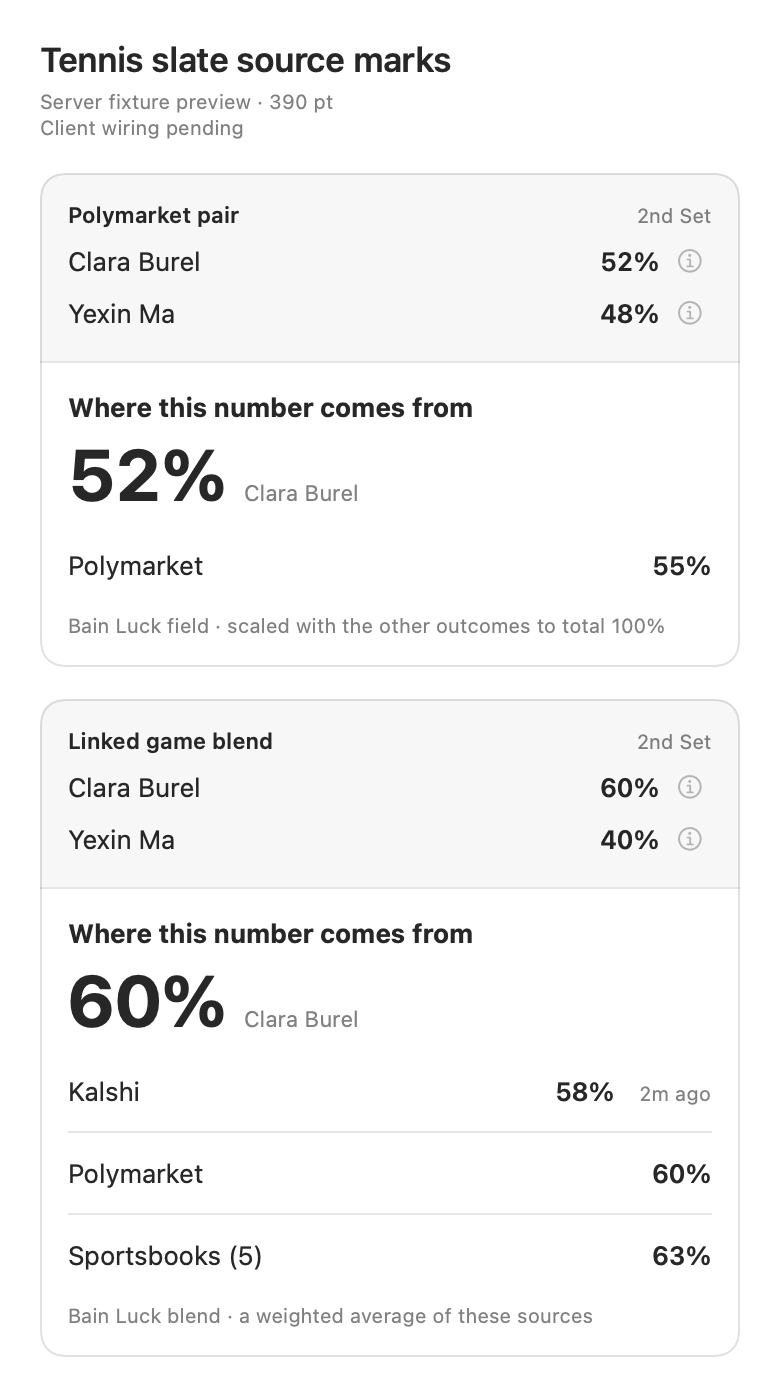 Tennis slate source marks
Server fixture preview · 390 pt
Client wiring pending
Polymarket pair 2nd Set
Clara Burel 52%
Yexin Ma 48%
Where this number comes from
52% Clara Burel
Polymarket 55%
Bain Luck field · scaled with the other outcomes to total 100%
Linked game blend 2nd Set
Clara Burel 60%
Yexin Ma 40%
Where this number comes from
60% Clara Burel
Kalshi 58% 2m ago
Polymarket 60%
Sportsbooks (5) 63%
Bain Luck blend · a weighted average of these sources